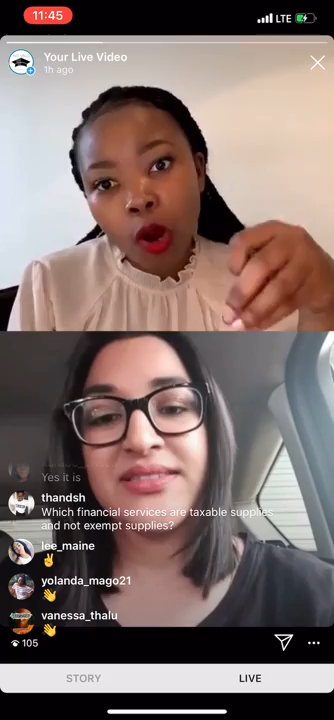 11:45
LTE
Your Live Video
1h ago
Yes it is
thandsh
Which financial services are taxable supplies
and not exempt supplies?
lee_maine
✌
yolanda_mago21
👋
vanessa_thalu
👋
105
STORY
LIVE